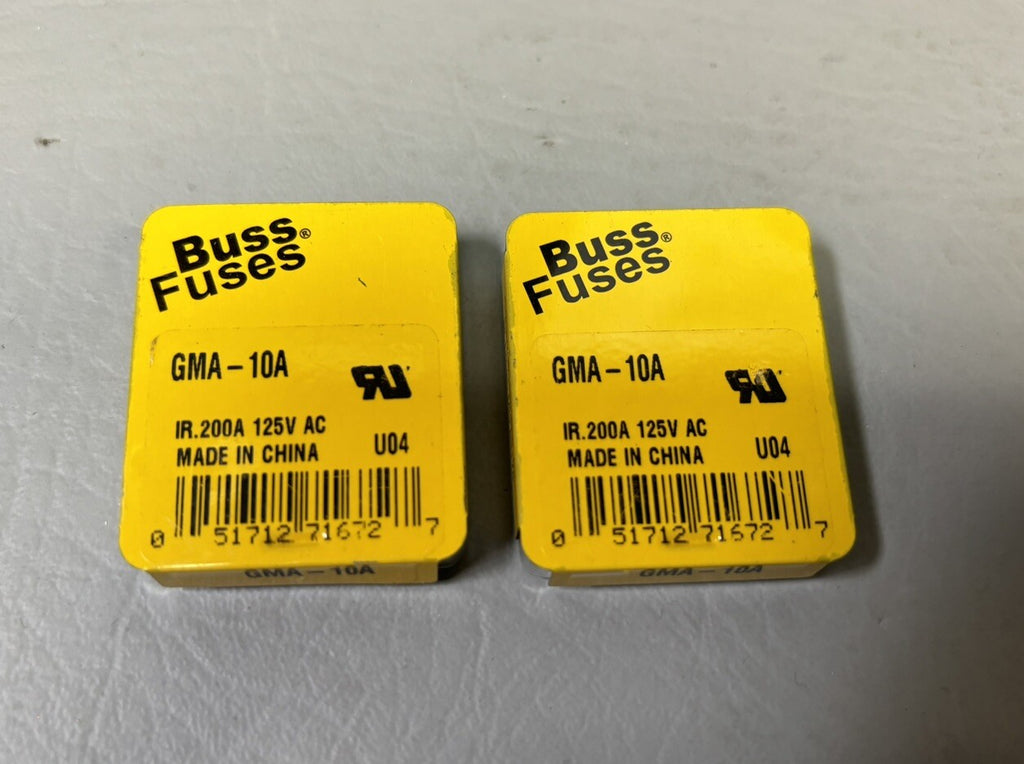 Buss®
Fuses
GMA-10A
IR.200A 125V AC
MADE IN CHINA U04
0 51712 71672 7
GMA-10A
Buss®
Fuses
GMA-10A
IR.200A 125V AC
MADE IN CHINA U04
0 51712 71672 7
GMA-10A